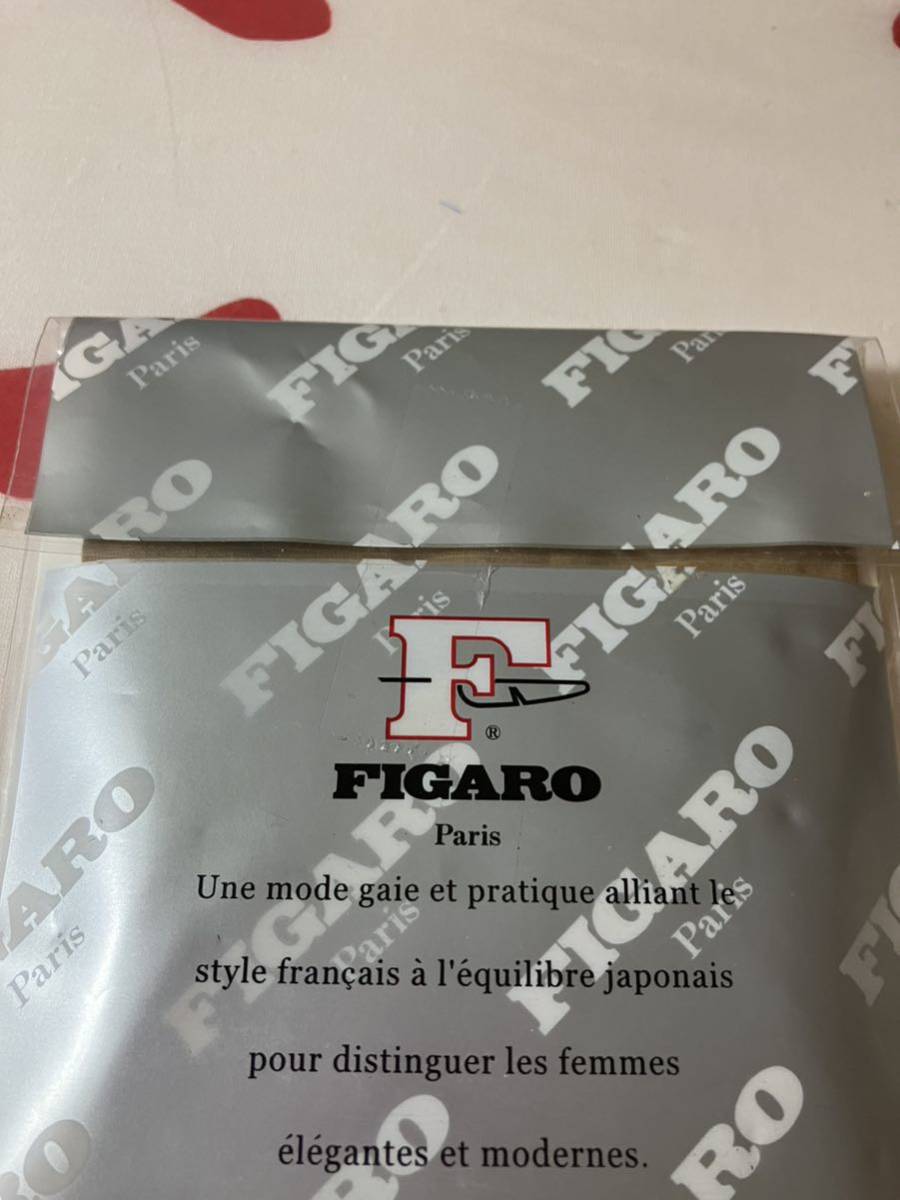 FIGARO
Paris
Une mode gaie et pratique alliant le
style français à l'équilibre japonais
pour distinguer les femmes
élégantes et modernes.